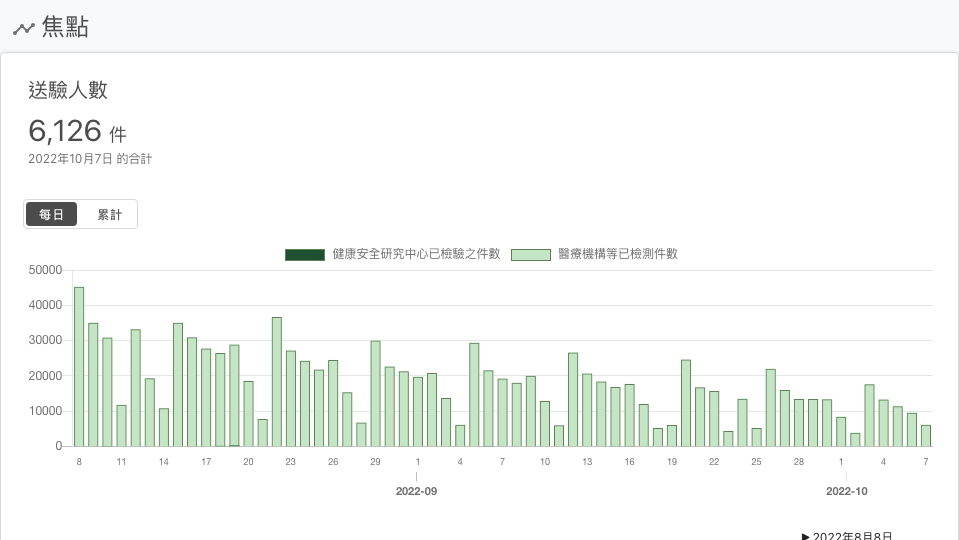 焦點
送驗人數
6,126 件
2022年10月7日 的合計
每日 累計
健康安全研究中心已檢驗之件數 醫療機構等已檢測件數
50000
40000
30000
20000
10000
0
8 11 14 17 20 23 26 29 1 4 7 10 13 16 19 22 25 28 1 4 7
2022-09 2022-10
▶ 2022年8月8日